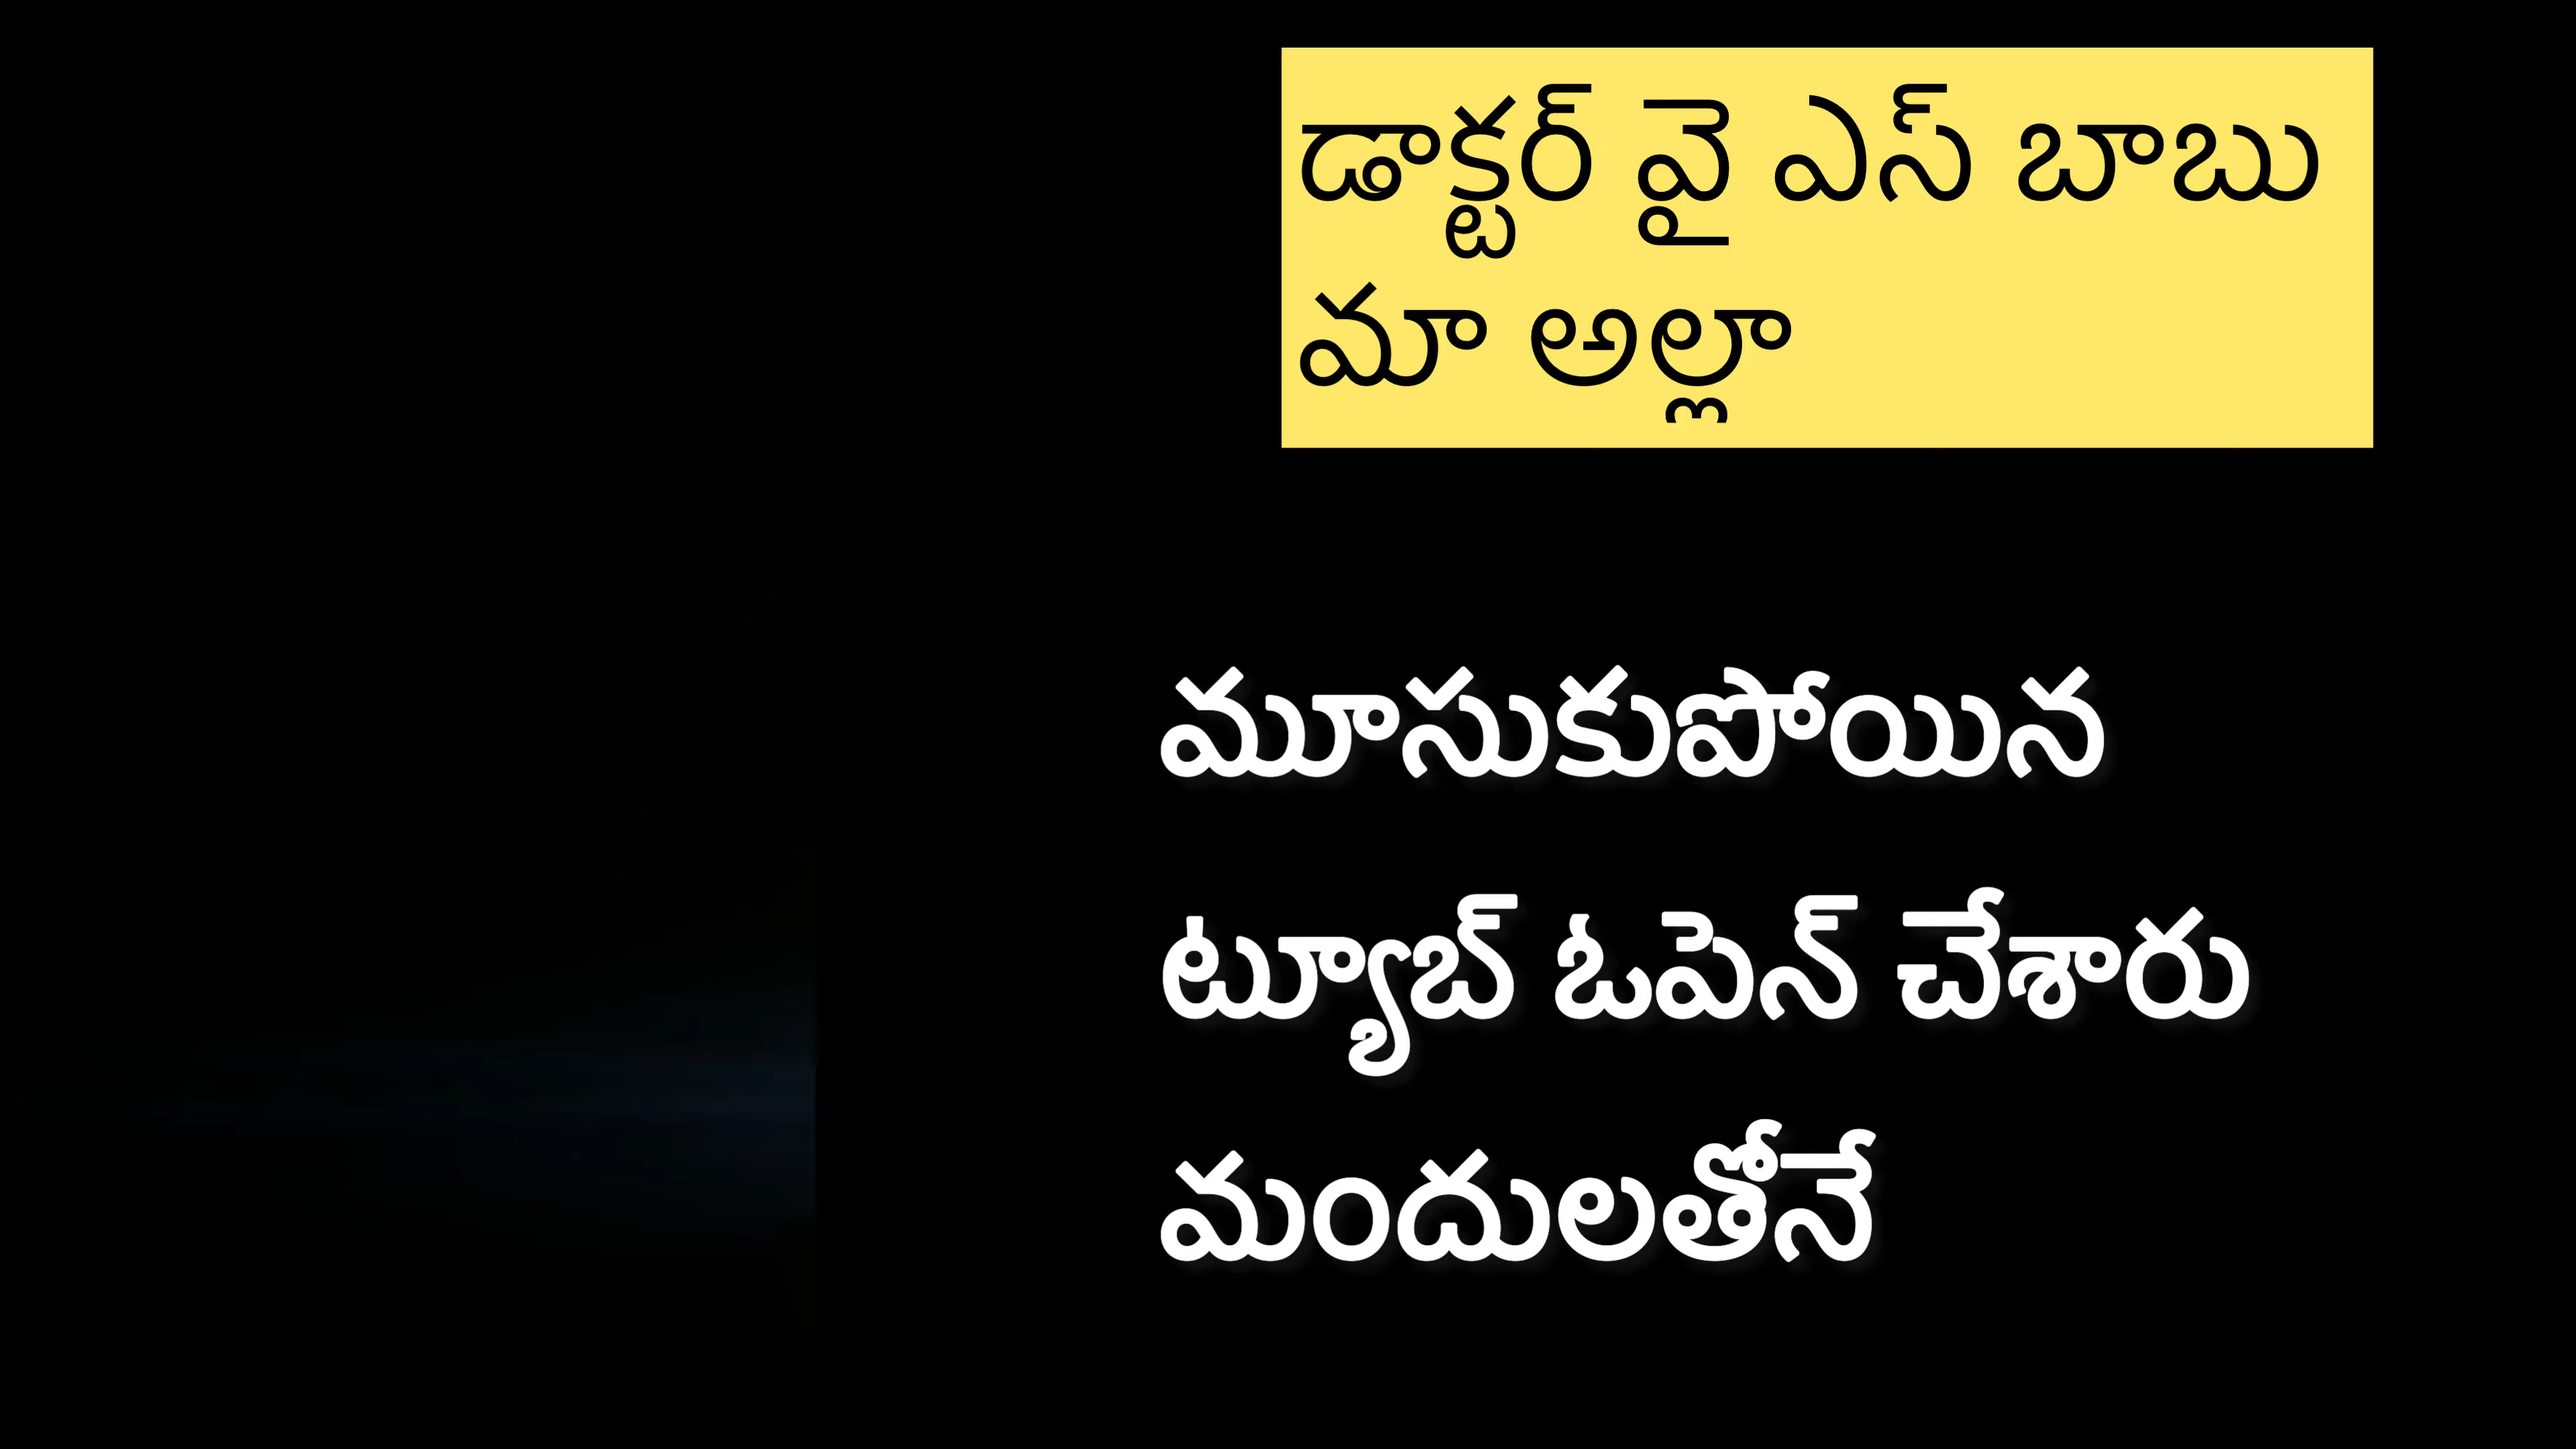 డాక్టర్ వై ఎస్ బాబు
మా అల్లా
మూసుకుపోయిన
ట్యూబ్ ఓపెన్ చేశారు
మందులతోనే